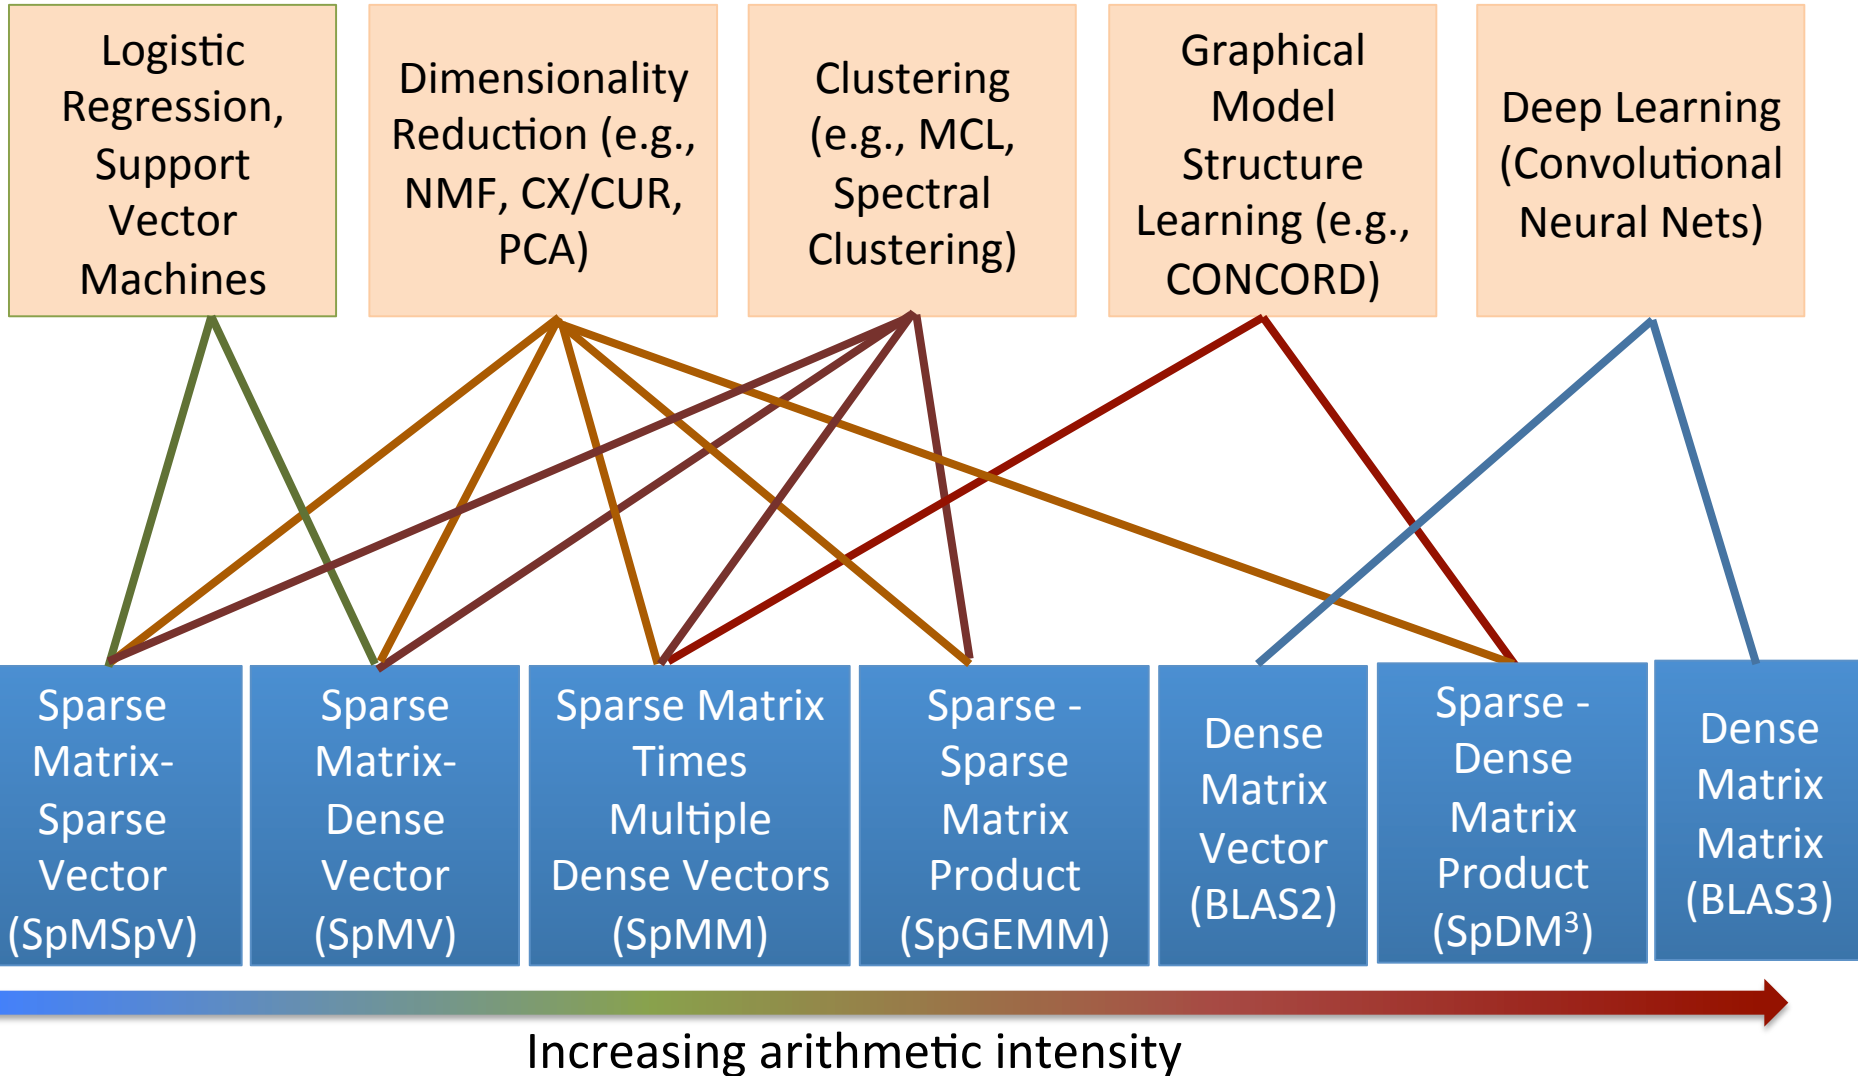 Logistic
Regression,
Support
Vector
Machines
Dimensionality
Reduction (e.g.,
NMF, CX/CUR,
PCA)
Clustering
(e.g., MCL,
Spectral
Clustering)
Graphical
Model
Structure
Learning (e.g.,
CONCORD)
Deep Learning
(Convolutional
Neural Nets)
Sparse
Matrix-
Sparse
Vector
(SpMSpV)
Sparse
Matrix-
Dense
Vector
(SpMV)
Sparse Matrix
Times
Multiple
Dense Vectors
(SpMM)
Sparse -
Sparse
Matrix
Product
(SpGEMM)
Dense
Matrix
Vector
(BLAS2)
Sparse -
Dense
Matrix
Product
(SpDM³)
Dense
Matrix
Matrix
(BLAS3)
Increasing arithmetic intensity